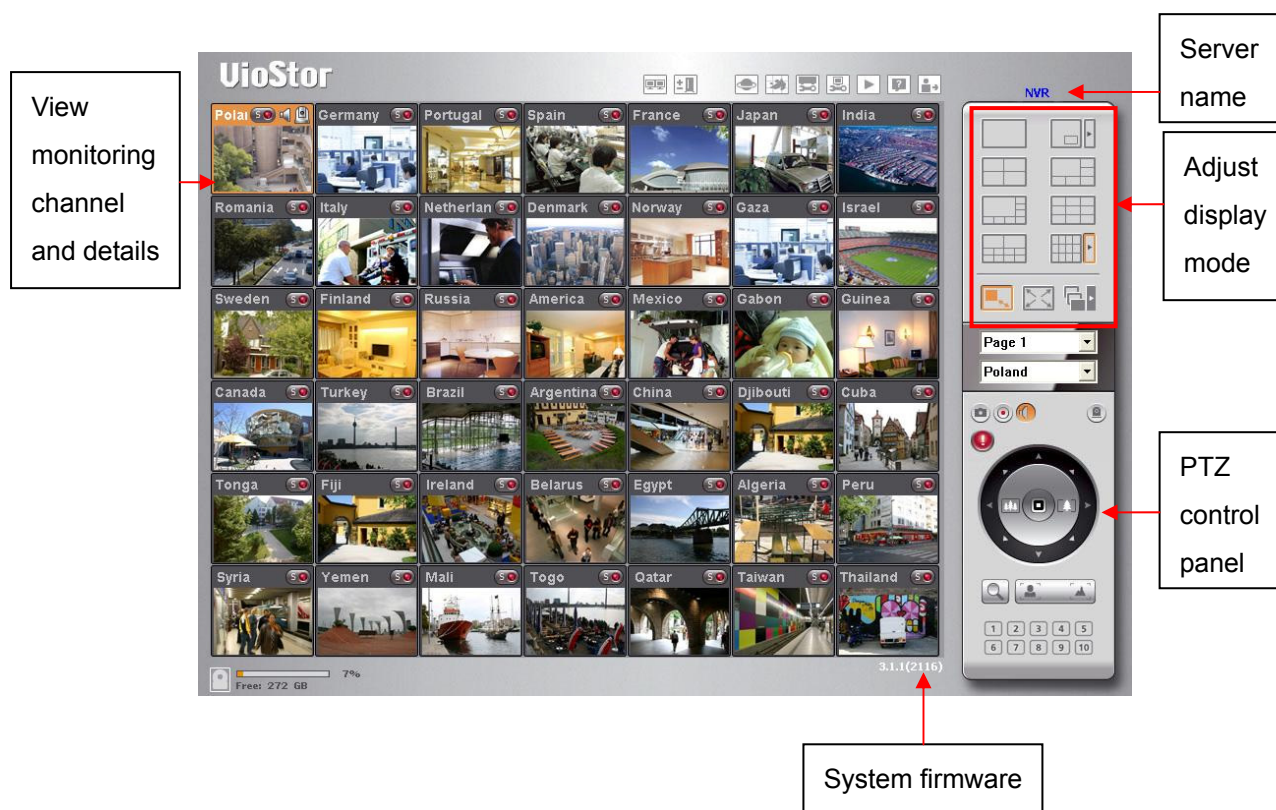 Server
name
View
monitoring
channel
and details
VioStor
NVR
Polar S
Germany S
Portugal S
Spain S
France S
Japan S
India S
Adjust
display
mode
Romania S
Italy S
Netherlan S
Denmark S
Norway S
Gaza S
Israel S
Sweden S
Finland S
Russia S
America S
Mexico S
Gabon S
Guinea S
Page 1
Poland
Canada S
Turkey S
Brazil S
Argentina S
China S
Djibouti S
Cuba S
PTZ
control
panel
Tonga S
Fiji S
Ireland S
Belarus S
Egypt S
Algeria S
Peru S
Syria S
Yemen S
Mali S
Togo S
Qatar S
Taiwan S
Thailand S
1 2 3 4 5
6 7 8 9 10
7%
Free: 272 GB
3.1.1(2116)
System firmware